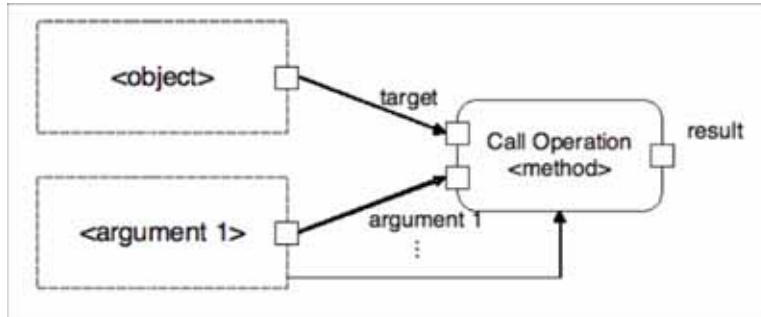 <object>
target
Call Operation
<method>
result
<argument 1>
argument 1
⋮